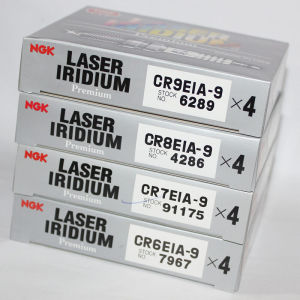 NGK
LASER
IRIDIUM
Premium
CR9EIA-9
STOCK NO. 6289
×4
NGK
LASER
IRIDIUM
Premium
CR8EIA-9
STOCK NO. 4286
×4
NGK
LASER
IRIDIUM
Premium
CR7EIA-9
STOCK NO. 91175
×4
NGK
LASER
IRIDIUM
Premium
CR6EIA-9
STOCK NO. 7967
×4